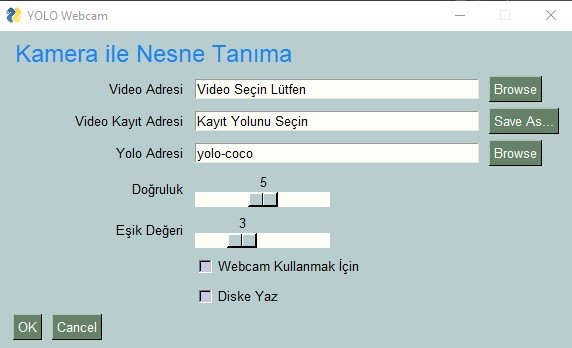 YOLO Webcam
Kamera ile Nesne Tanıma
Video Adresi Video Seçin Lütfen Browse
Video Kayıt Adresi Kayıt Yolunu Seçin Save As...
Yolo Adresi yolo-coco Browse
Doğruluk 5
Eşik Değeri 3
Webcam Kullanmak İçin
Diske Yaz
OK Cancel